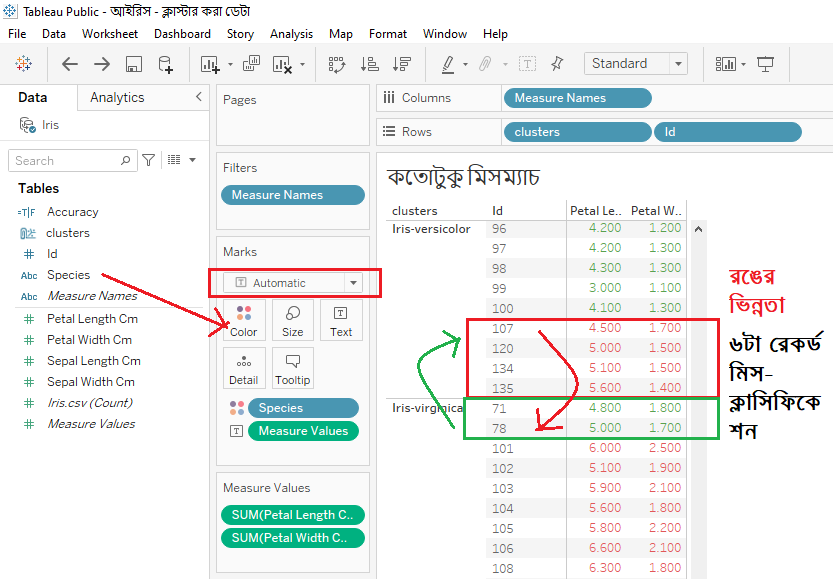 Tableau Public - আইরিস - ক্লাস্টার করা ডেটা
File Data Worksheet Dashboard Story Analysis Map Format Window Help
Standard
Data Analytics
Iris
Search
Tables
=T|F Accuracy
clusters
# Id
Abc Species
Abc Measure Names
# Petal Length Cm
# Petal Width Cm
# Sepal Length Cm
# Sepal Width Cm
# Iris.csv (Count)
# Measure Values
Pages
Filters
Measure Names
Marks
T Automatic
Color Size Text
Detail Tooltip
Species
T Measure Values
Measure Values
SUM(Petal Length C..
SUM(Petal Width C..
Columns Measure Names
Rows clusters Id
কতোটুকু মিসম্যাচ
clusters Id Petal Le.. Petal W..
Iris-versicolor 96 4.200 1.200
97 4.200 1.300
98 4.300 1.300
99 3.000 1.100
100 4.100 1.300
107 4.500 1.700
120 5.000 1.500
134 5.100 1.500
135 5.600 1.400
Iris-virginica 71 4.800 1.800
78 5.000 1.700
101 6.000 2.500
102 5.100 1.900
103 5.900 2.100
104 5.600 1.800
105 5.800 2.200
106 6.600 2.100
108 6.300 1.800
রঙের
ভিন্নতা
৬টা রেকর্ড
মিস-
ক্লাসিফিকে
শন